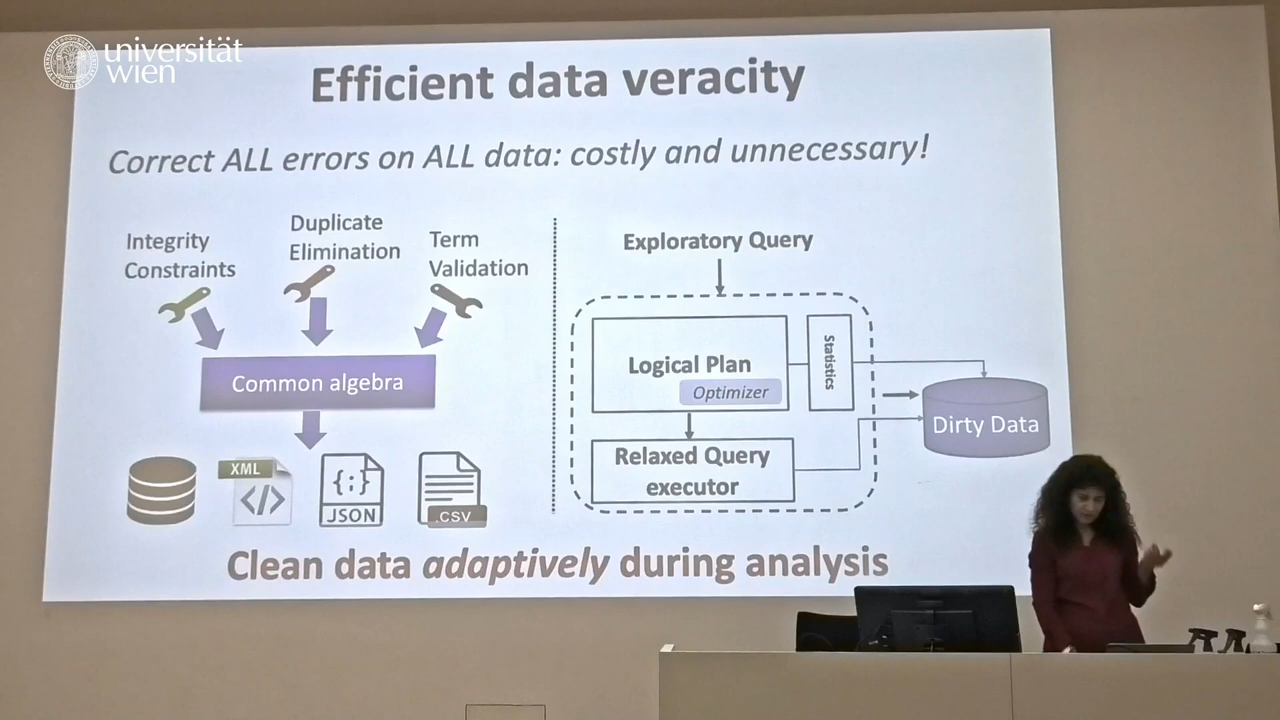 universität
wien
Efficient data veracity
Correct ALL errors on ALL data: costly and unnecessary!
Integrity
Constraints
Duplicate
Elimination
Term
Validation
Common algebra
XML
</>
{:}
JSON
.CSV
Exploratory Query
Logical Plan
Optimizer
Statistics
Relaxed Query
executor
Dirty Data
Clean data adaptively during analysis